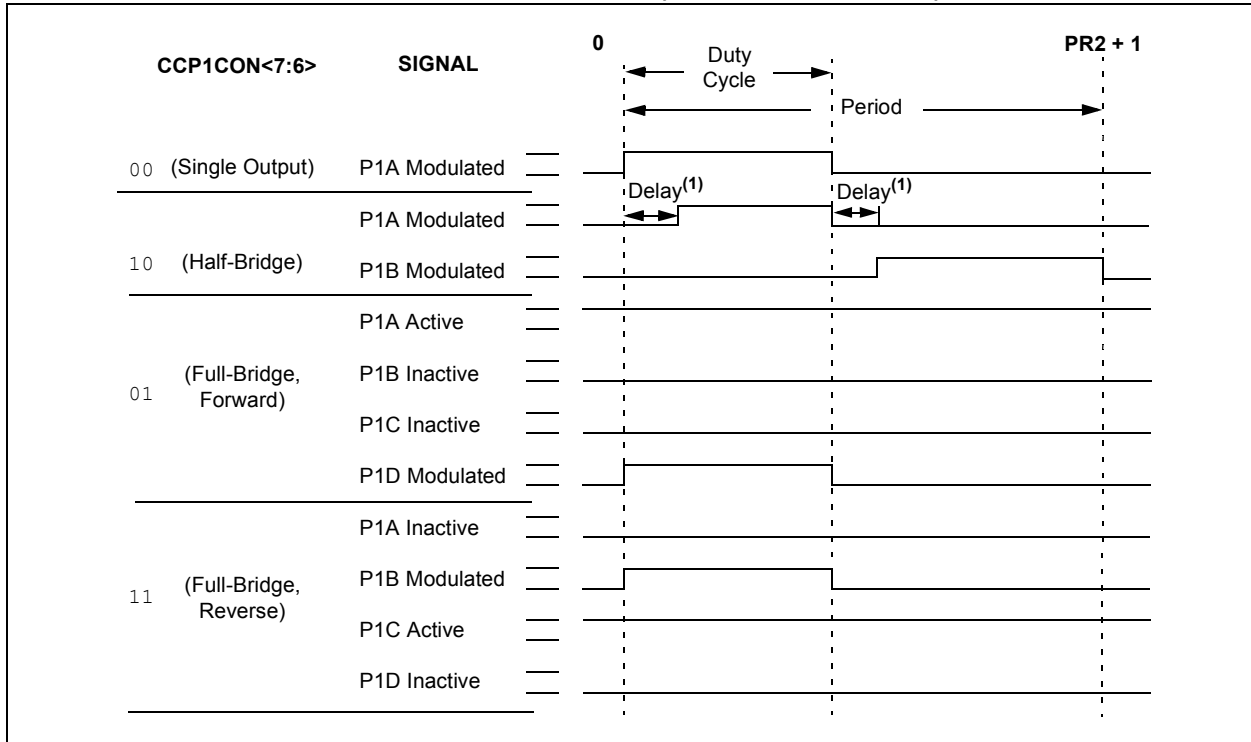 0
PR2 + 1
CCP1CON<7:6>
SIGNAL
Duty
Cycle
Period
00 (Single Output) P1A Modulated
Delay(1)
Delay(1)
P1A Modulated
10 (Half-Bridge) P1B Modulated
P1A Active
01 (Full-Bridge,
Forward)
P1B Inactive
P1C Inactive
P1D Modulated
P1A Inactive
11 (Full-Bridge,
Reverse)
P1B Modulated
P1C Active
P1D Inactive